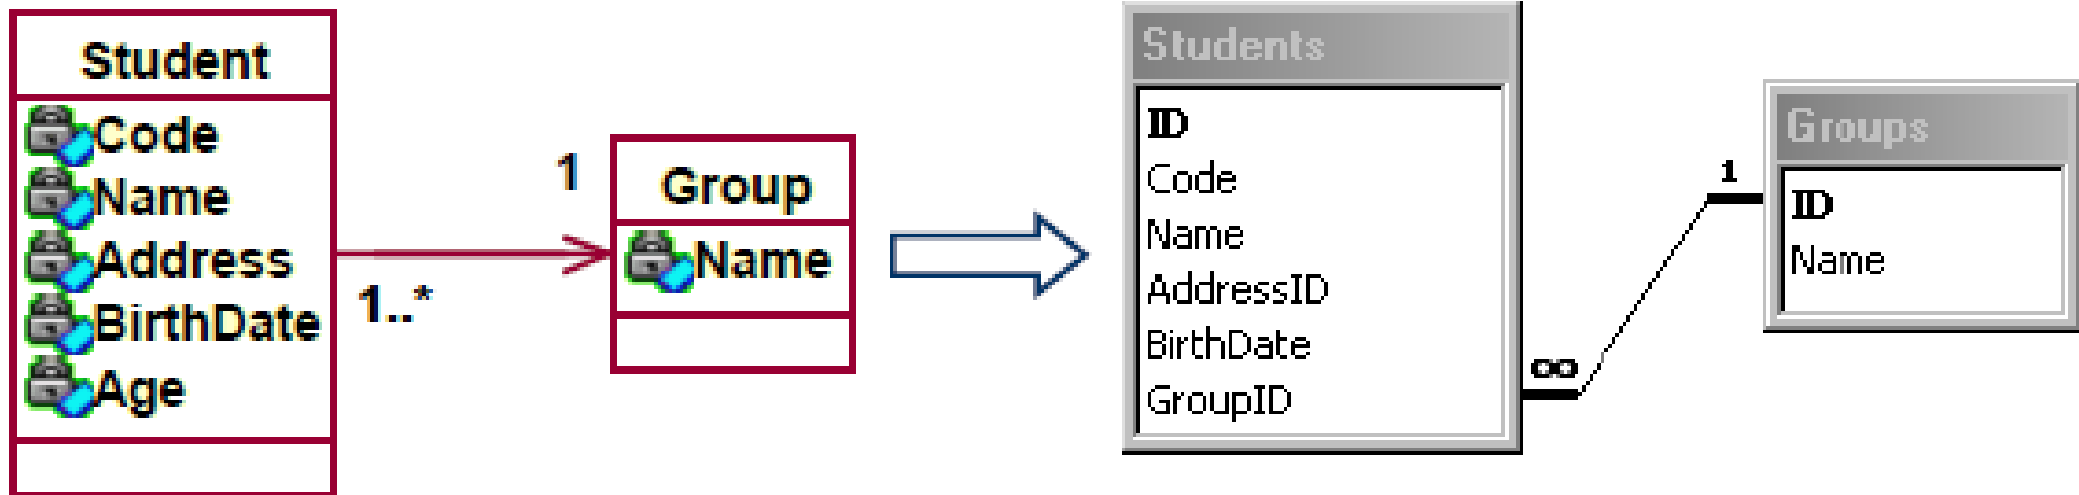 Student
Code
Name
Address
BirthDate
Age
1
1..*
Group
Name
Students
ID
Code
Name
AddressID
BirthDate
GroupID
∞
1
Groups
ID
Name